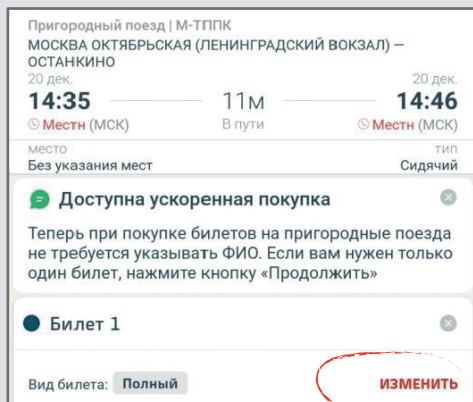 Пригородный поезд | М-ТППК
МОСКВА ОКТЯБРЬСКАЯ (ЛЕНИНГРАДСКИЙ ВОКЗАЛ) —
ОСТАНКИНО
20 дек. 20 дек.
14:35 11м 14:46
Местн (МСК) В пути Местн (МСК)
место тип
Без указания мест Сидячий
Доступна ускоренная покупка
Теперь при покупке билетов на пригородные поезда
не требуется указывать ФИО. Если вам нужен только
один билет, нажмите кнопку «Продолжить»
Билет 1
Вид билета: Полный ИЗМЕНИТЬ